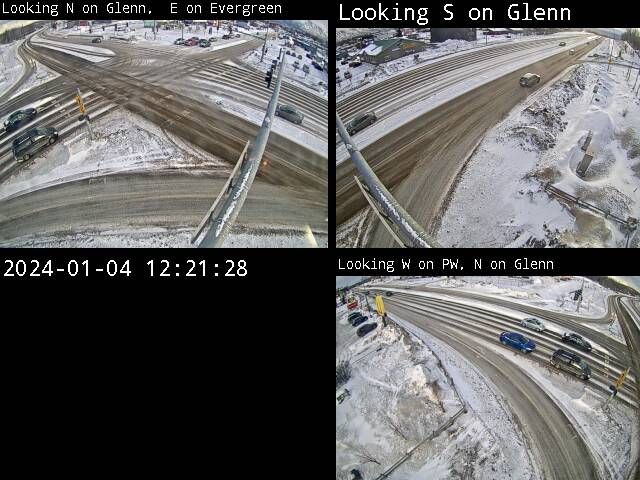 Looking N on Glenn,  E on Evergreen
Looking S on Glenn
2024-01-04 12:21:28
Looking W on PW, N on Glenn